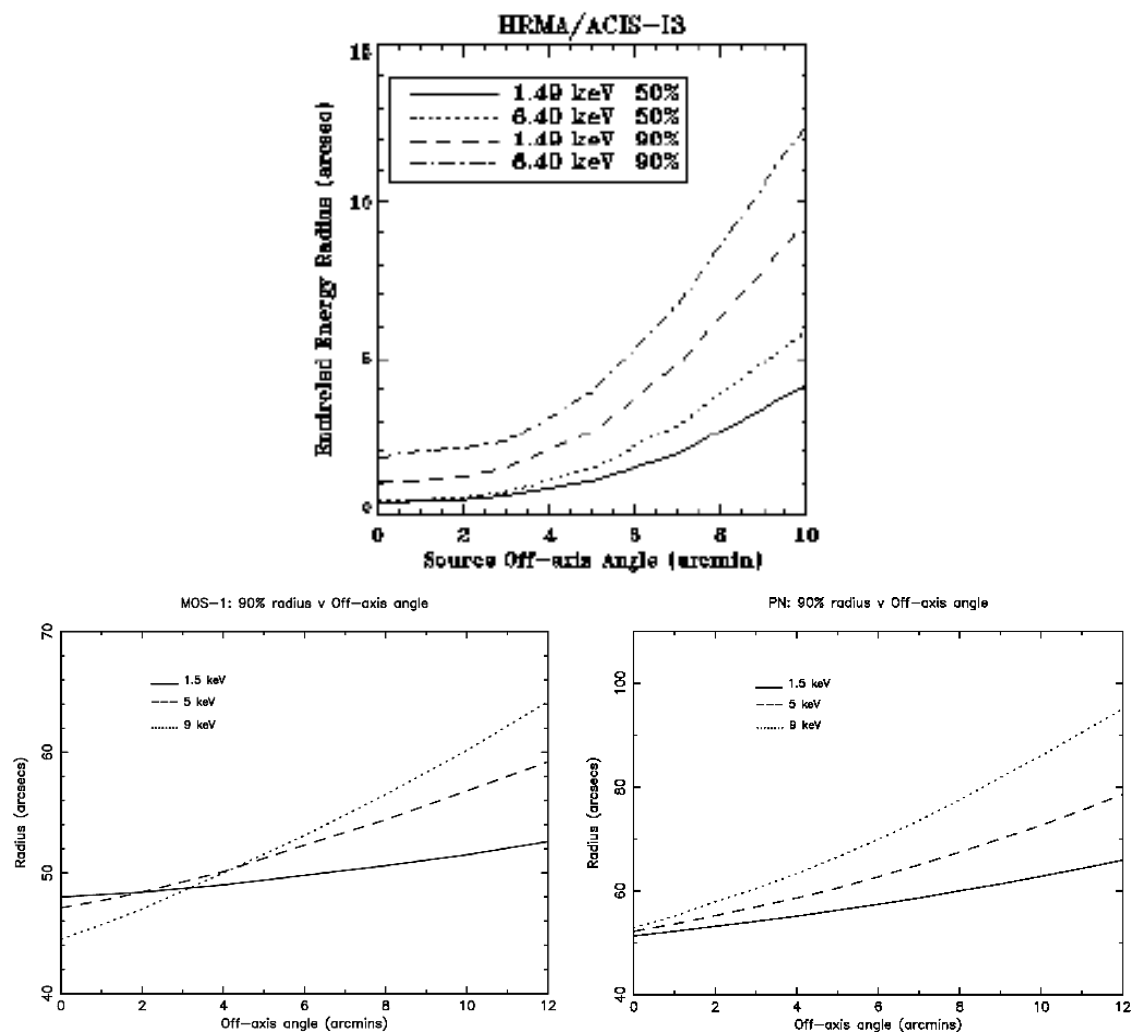 HRMA/ACIS-I3
15
1.49 keV 50%
6.40 keV 50%
1.49 keV 90%
6.40 keV 90%
10
5
0
Encircled Energy Radius (arcsec)
0 2 4 6 8 10
Source Off-axis Angle (arcmin)
MOS-1: 90% radius v Off-axis angle
70
60
50
40
1.5 keV
5 keV
9 keV
Radius (arcsecs)
0 2 4 6 8 10 12
Off-axis angle (arcmins)
PN: 90% radius v Off-axis angle
100
80
60
40
1.5 keV
5 keV
9 keV
Radius (arcsecs)
0 2 4 6 8 10 12
Off-axis angle (arcmins)